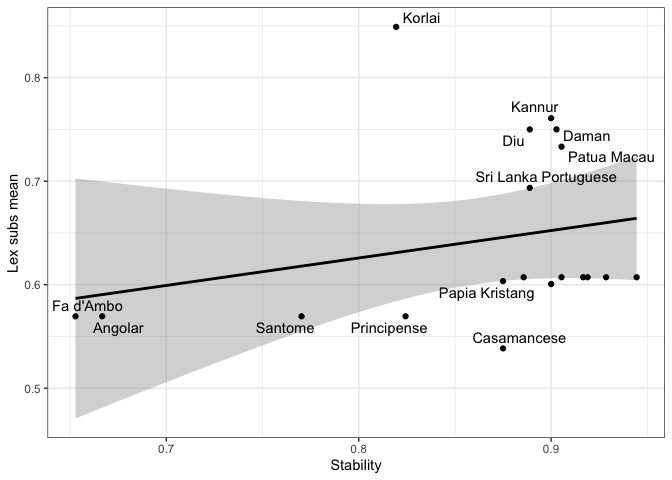 Korlai
0.8
Kannur
Diu
Daman
Patua Macau
Lex subs mean
0.7
Sri Lanka Portuguese
0.6
Papia Kristang
Fa d'Ambo
Angolar
Santome
Principense
Casamancese
0.5
0.7
0.8
0.9
Stability